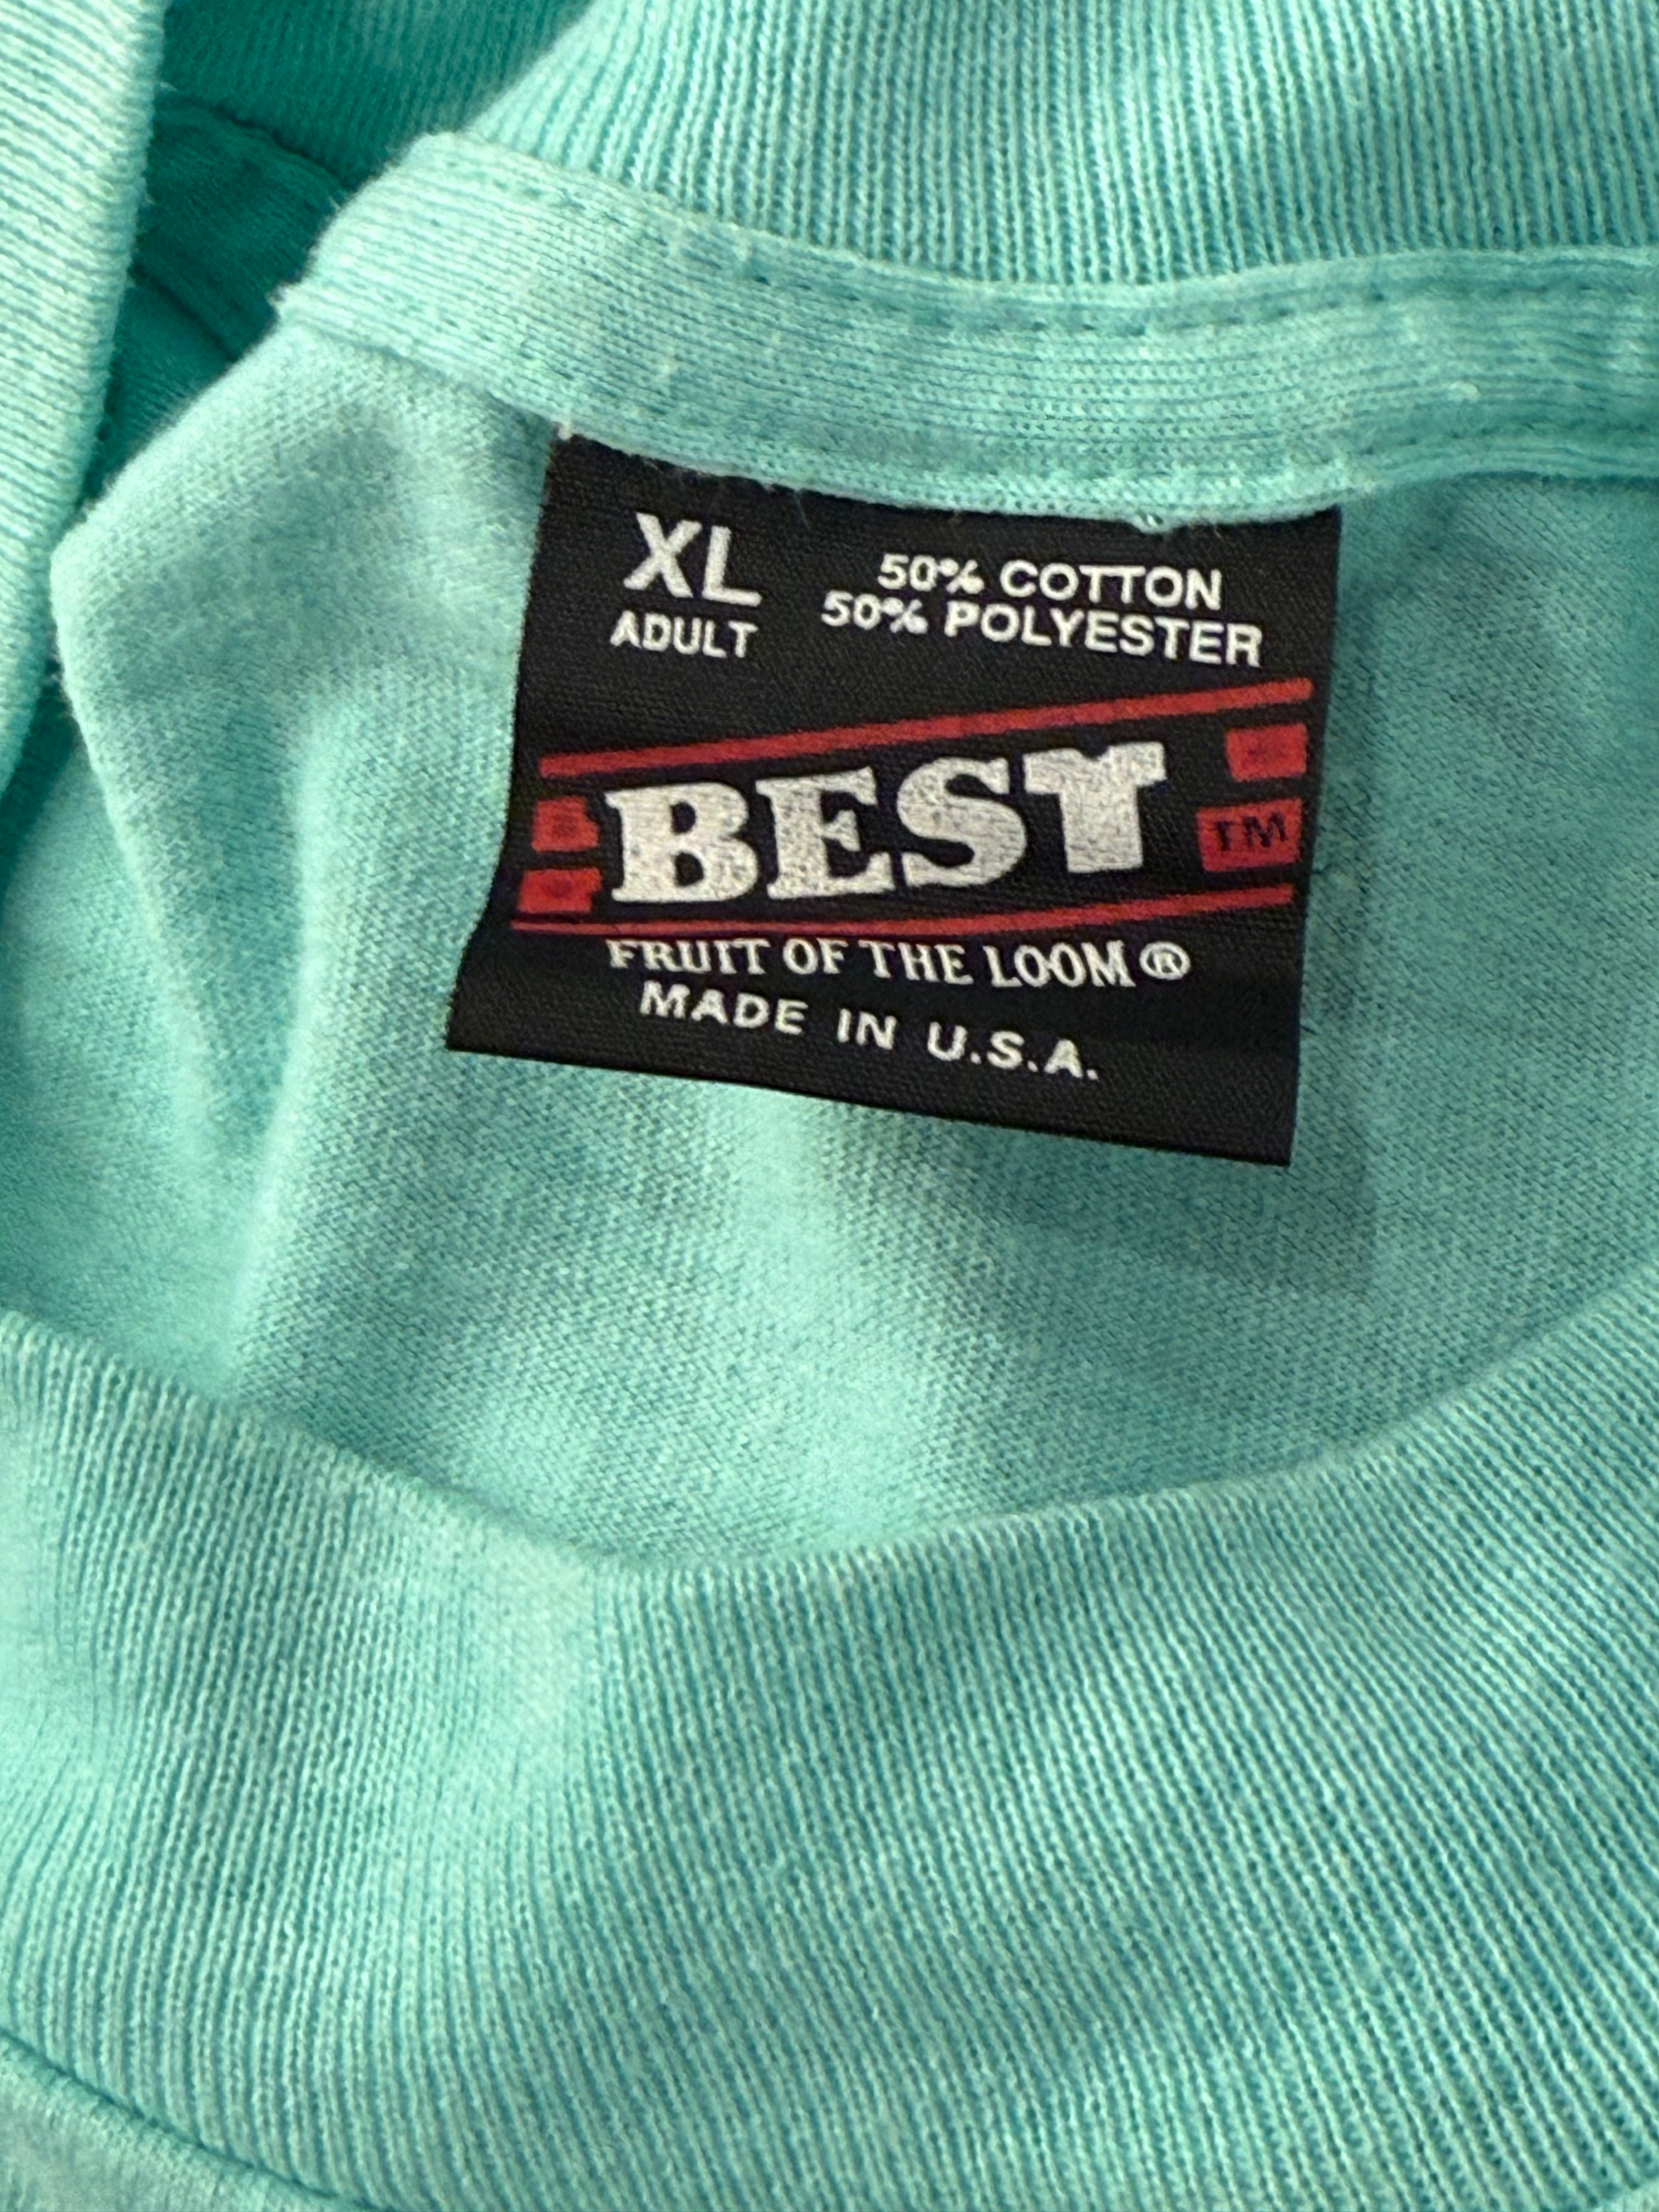 XL
ADULT
50% COTTON
50% POLYESTER
BEST
TM
FRUIT OF THE LOOM ®
MADE IN U.S.A.